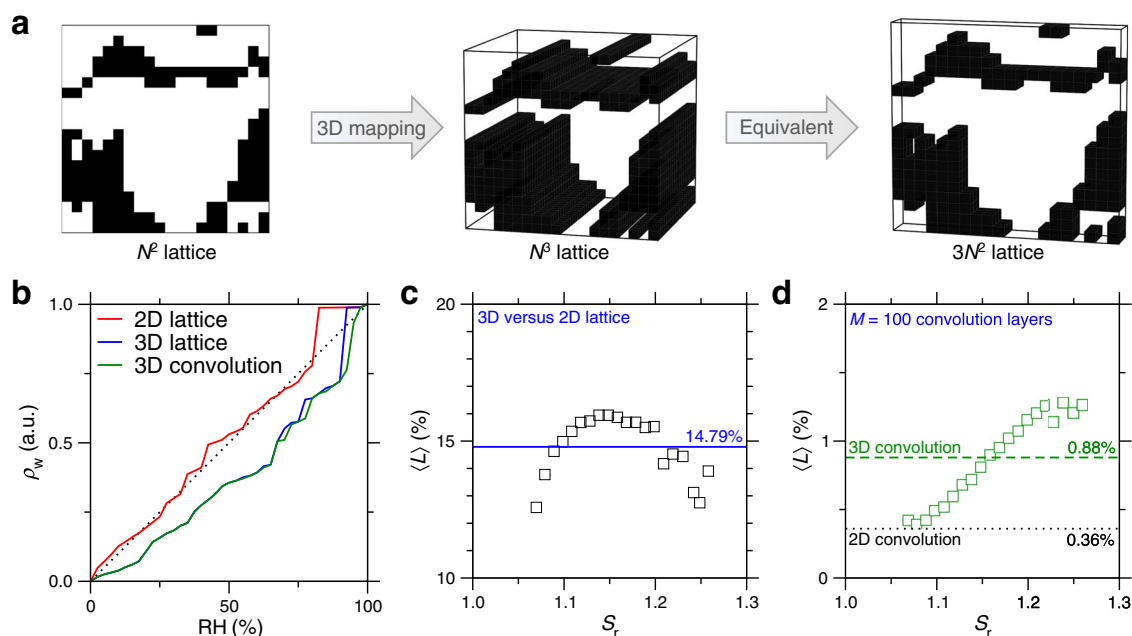 a
3D mapping
Equivalent
N² lattice
N³ lattice
3N² lattice
b
1.0
0.5
0.0
ρw (a.u.)
2D lattice
3D lattice
3D convolution
0
50
100
RH (%)
c
20
15
10
⟨L⟩ (%)
3D versus 2D lattice
14.79%
1.0
1.1
1.2
1.3
Sr
d
2
1
0
⟨L⟩ (%)
M = 100 convolution layers
3D convolution
0.88%
2D convolution
0.36%
1.0
1.1
1.2
1.3
Sr